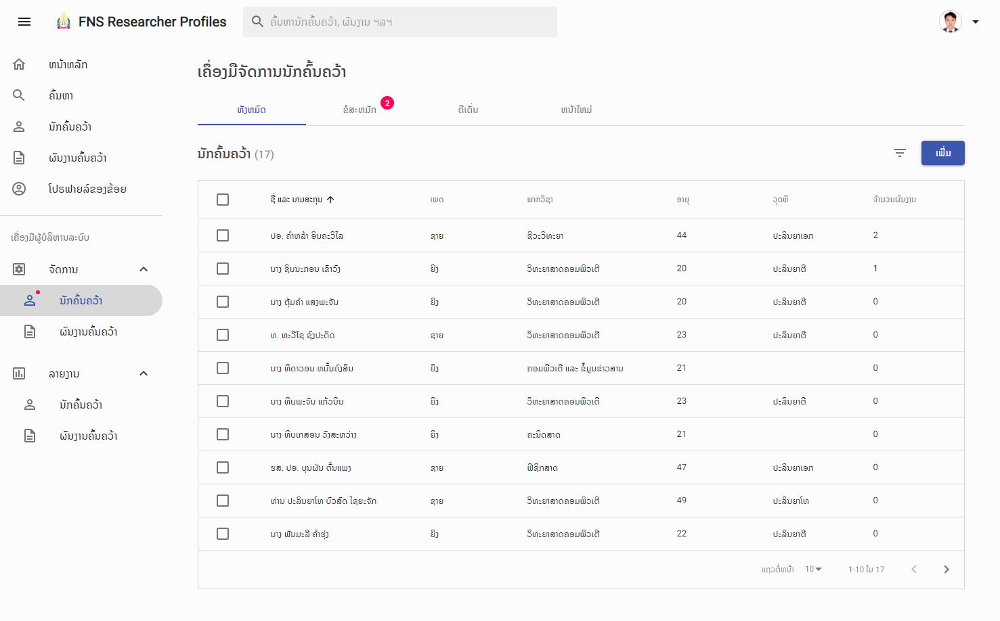 FNS Researcher Profiles
ຄົ້ນຫານັກຄົ້ນຄວ້າ, ຜົນງານ ຯລຯ
ຫນ້າຫລັກ
ຄົ້ນຫາ
ນັກຄົ້ນຄວ້າ
ຜົນງານຄົ້ນຄວ້າ
ໂປຣຟາຍລ໌ຂອງຂ້ອຍ
ເຄື່ອງມືຜູ້ບໍລິຫານລະບົບ
ຈັດການ
ນັກຄົ້ນຄວ້າ
ຜົນງານຄົ້ນຄວ້າ
ລາຍງານ
ນັກຄົ້ນຄວ້າ
ຜົນງານຄົ້ນຄວ້າ
ເຄື່ອງມືຈັດການນັກຄົ້ນຄວ້າ
ທັງຫມົດ ຂໍສະຫມັກ 2 ດີເດັ່ນ ຫນ້າໃຫມ່
ນັກຄົ້ນຄວ້າ (17) ເພີ່ມ
ຊື່ ແລະ ນາມສະກຸນ ເພດ ພາກວິຊາ ອາຍຸ ວຸດທິ ຈຳນວນຜົນງານ
ປອ. ຄຳຫລ້າ ອິນຄະວິໄລ ຊາຍ ຊີວະວິທະຍາ 44 ປະລິນຍາເອກ 2
ນາງ ຊິນນະກອນ ເຂົາວົງ ຍິງ ວິທະຍາສາດຄອມພິວເຕີ 20 ປະລິນຍາຕີ 1
ນາງ ຕຸ້ມຄຳ ແສງພະຈັນ ຍິງ ວິທະຍາສາດຄອມພິວເຕີ 20 ປະລິນຍາຕີ 0
ທ. ທະວີໄຊ ຊົງປະດິດ ຊາຍ ວິທະຍາສາດຄອມພິວເຕີ 23 ປະລິນຍາຕີ 0
ນາງ ທິດາວອນ ຫມັ້ນຄົງສິນ ຍິງ ຄອມພີວເຕີ ແລະ ຂໍ້ມູນຂ່າວສານ 21 0
ນາງ ທິບພະຈັນ ແກ້ວນິນ ຍິງ ວິທະຍາສາດຄອມພິວເຕີ 23 ປະລິນຍາຕີ 0
ນາງ ທິບເກສອນ ວົງສະຫວ່າງ ຍິງ ຄະນິດສາດ 21 0
ຮສ. ປອ. ບຸນຜັນ ຕົ້ນແພງ ຊາຍ ຟີຊິກສາດ 47 ປະລິນຍາເອກ 0
ທ່ານ ປະລິນຍາໂທ ບົວສົດ ໄຊຍະຈັກ ຊາຍ ວິທະຍາສາດຄອມພິວເຕີ 49 ປະລິນຍາໂທ 0
ນາງ ພັນມະລີ ຄຳຮຸ່ງ ຍິງ ວິທະຍາສາດຄອມພິວເຕີ 22 ປະລິນຍາຕີ 0
ແຖວຕໍ່ຫນ້າ 10 1-10 ໃນ 17